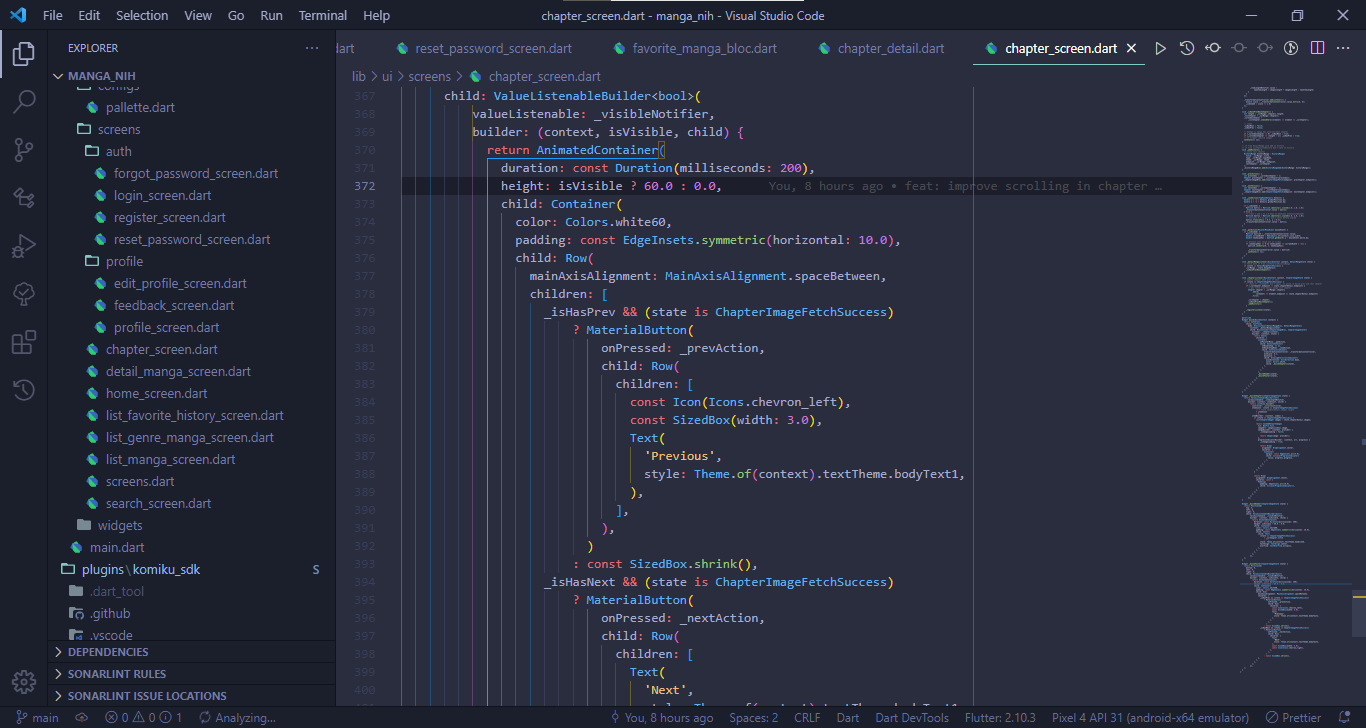 File Edit Selection View Go Run Terminal Help
chapter_screen.dart - manga_nih - Visual Studio Code
EXPLORER
MANGA_NIH
configs
pallette.dart
screens
auth
forgot_password_screen.dart
login_screen.dart
register_screen.dart
reset_password_screen.dart
profile
edit_profile_screen.dart
feedback_screen.dart
profile_screen.dart
chapter_screen.dart
detail_manga_screen.dart
home_screen.dart
list_favorite_history_screen.dart
list_genre_manga_screen.dart
list_manga_screen.dart
screens.dart
search_screen.dart
widgets
main.dart
plugins\komiku_sdk S
.dart_tool
.github
.vscode
DEPENDENCIES
SONARLINT RULES
SONARLINT ISSUE LOCATIONS
dart reset_password_screen.dart favorite_manga_bloc.dart chapter_detail.dart chapter_screen.dart
lib > ui > screens > chapter_screen.dart
367 child: ValueListenableBuilder<bool>(
368 valueListenable: _visibleNotifier,
369 builder: (context, isVisible, child) {
370 return AnimatedContainer(
371 duration: const Duration(milliseconds: 200),
372 height: isVisible ? 60.0 : 0.0, You, 8 hours ago • feat: improve scrolling in chapter …
373 child: Container(
374 color: Colors.white60,
375 padding: const EdgeInsets.symmetric(horizontal: 10.0),
376 child: Row(
377 mainAxisAlignment: MainAxisAlignment.spaceBetween,
378 children: [
379 _isHasPrev && (state is ChapterImageFetchSuccess)
380 ? MaterialButton(
381 onPressed: _prevAction,
382 child: Row(
383 children: [
384 const Icon(Icons.chevron_left),
385 const SizedBox(width: 3.0),
386 Text(
387 'Previous',
388 style: Theme.of(context).textTheme.bodyText1,
389 ),
390 ],
391 ),
392 )
393 : const SizedBox.shrink(),
394 _isHasNext && (state is ChapterImageFetchSuccess)
395 ? MaterialButton(
396 onPressed: _nextAction,
397 child: Row(
398 children: [
399 Text(
400 'Next',
main 0 0 1 Analyzing... You, 8 hours ago Spaces: 2 CRLF Dart Dart DevTools Flutter: 2.10.3 Pixel 4 API 31 (android-x64 emulator) Prettier